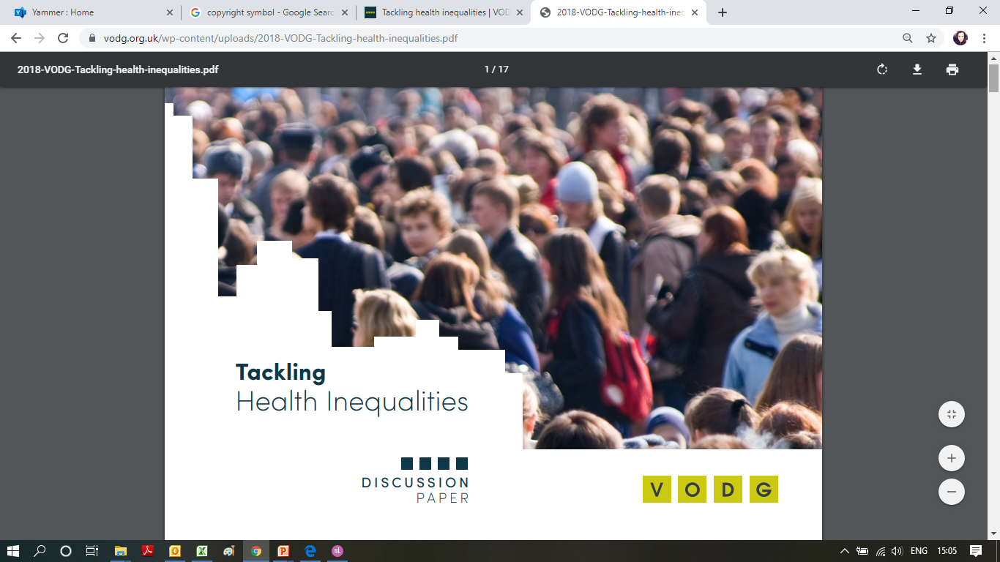 Yammer : Home
copyright symbol - Google Searc
Tackling health inequalities | VOD
2018-VODG-Tackling-health-ineq
vodg.org.uk/wp-content/uploads/2018-VODG-Tackling-health-inequalities.pdf
2018-VODG-Tackling-health-inequalities.pdf
1 / 17
Tackling
Health Inequalities
DISCUSSION
PAPER
V O D G
SL
ENG
15:05